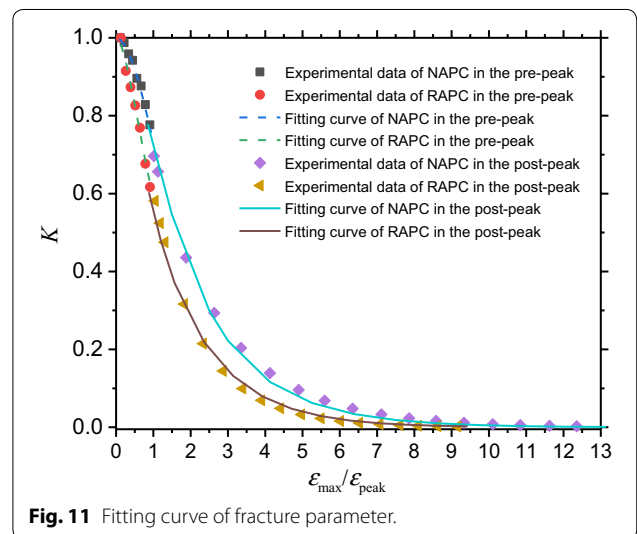 1.0
0.8
0.6
0.4
0.2
0.0
K
Experimental data of NAPC in the pre-peak
Experimental data of RAPC in the pre-peak
Fitting curve of NAPC in the pre-peak
Fitting curve of RAPC in the pre-peak
Experimental data of NAPC in the post-peak
Experimental data of RAPC in the post-peak
Fitting curve of NAPC in the post-peak
Fitting curve of RAPC in the post-peak
0 1 2 3 4 5 6 7 8 9 10 11 12 13
εmax/εpeak
Fig. 11 Fitting curve of fracture parameter.